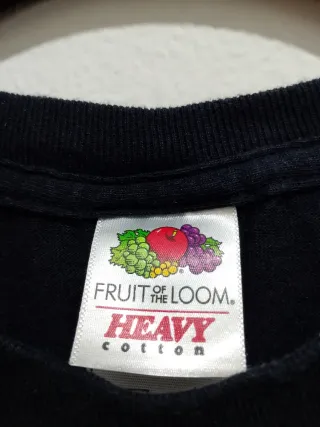 FRUIT OF THE LOOM®
HEAVY
cotton